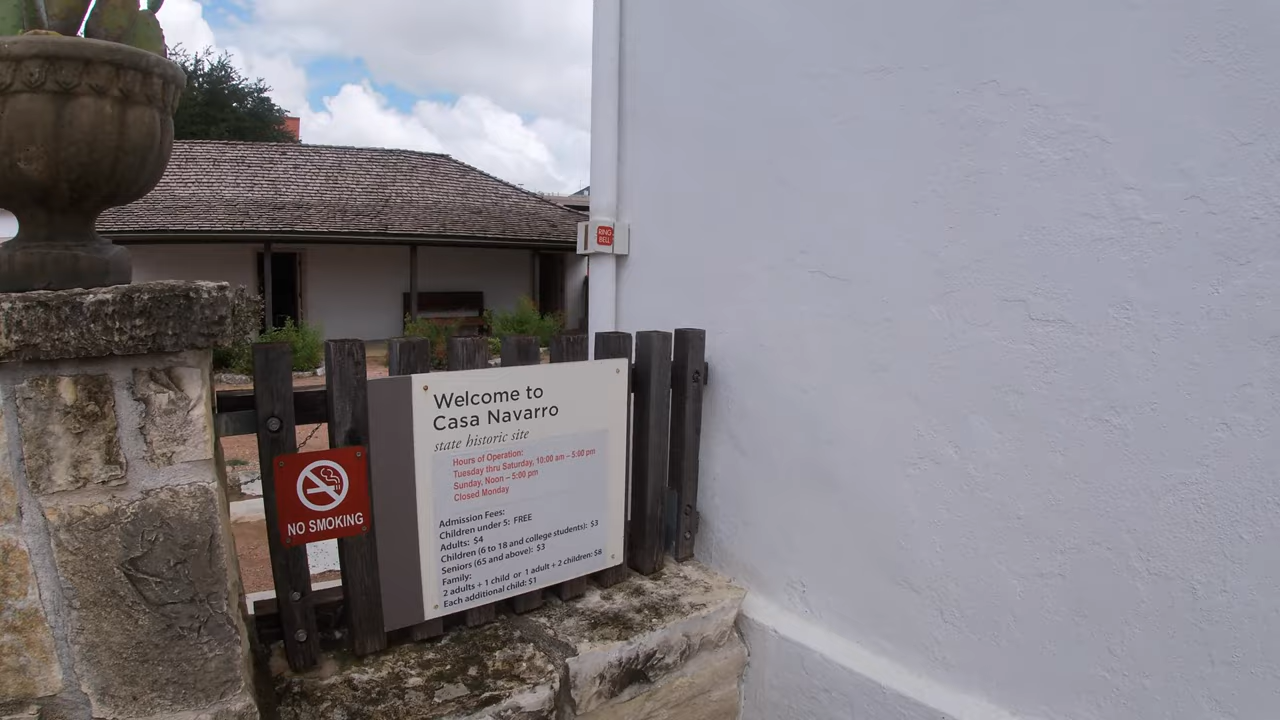 RING
BELL
Welcome to
Casa Navarro
state historic site
Hours of Operation:
Tuesday thru Saturday, 10:00 am – 5:00 pm
Sunday, Noon – 5:00 pm
Closed Monday
Admission Fees:
Children under 5: FREE
Adults: $4
Children (6 to 18 and college students): $3
Seniors (65 and above): $3
Family:
2 adults + 1 child or 1 adult + 2 children: $8
Each additional child: $1
NO SMOKING